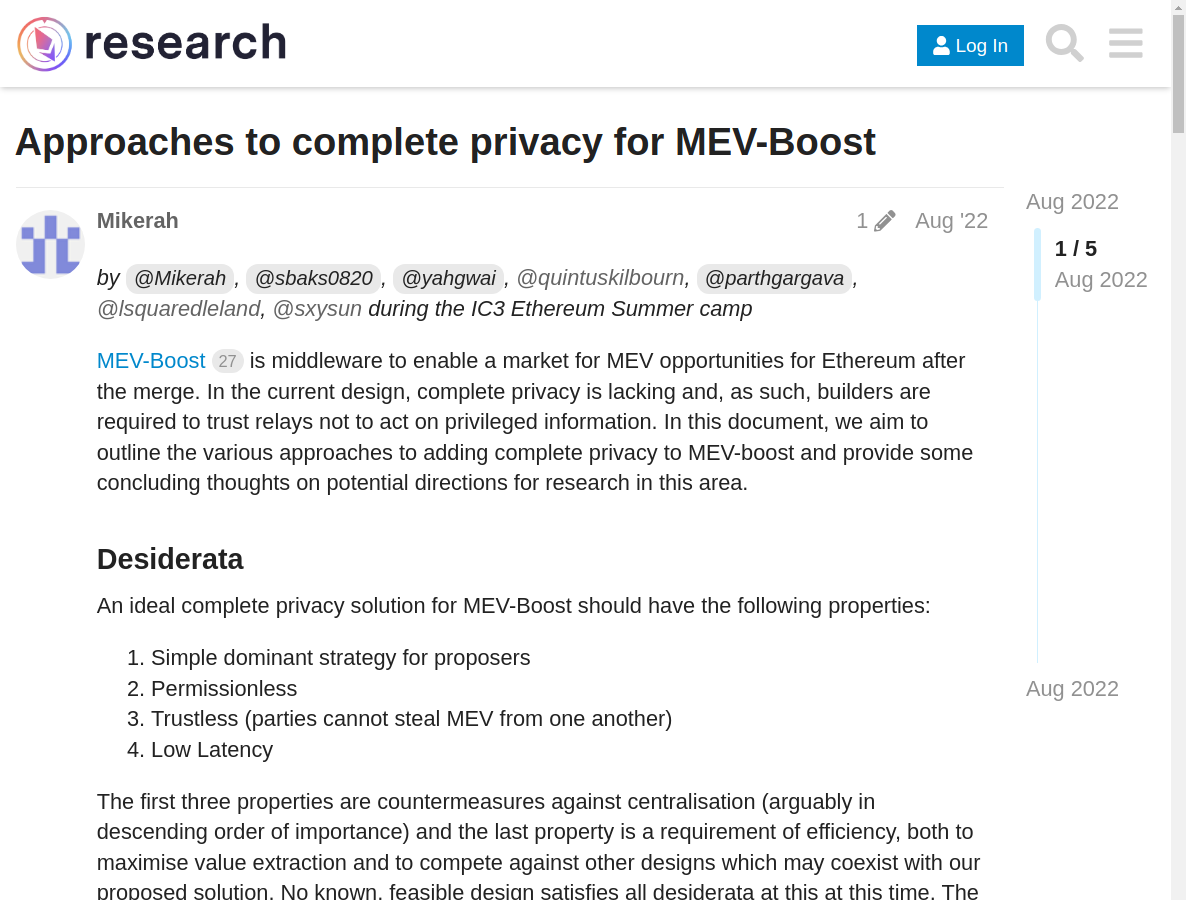 research
Log In
Approaches to complete privacy for MEV-Boost
Mikerah
1
Aug '22
by @Mikerah, @sbaks0820, @yahgwai, @quintuskilbourn, @parthgargava,
@lsquaredleland, @sxysun during the IC3 Ethereum Summer camp
MEV-Boost 27 is middleware to enable a market for MEV opportunities for Ethereum after
the merge. In the current design, complete privacy is lacking and, as such, builders are
required to trust relays not to act on privileged information. In this document, we aim to
outline the various approaches to adding complete privacy to MEV-boost and provide some
concluding thoughts on potential directions for research in this area.
Desiderata
An ideal complete privacy solution for MEV-Boost should have the following properties:
1. Simple dominant strategy for proposers
2. Permissionless
3. Trustless (parties cannot steal MEV from one another)
4. Low Latency
The first three properties are countermeasures against centralisation (arguably in
descending order of importance) and the last property is a requirement of efficiency, both to
maximise value extraction and to compete against other designs which may coexist with our
proposed solution. No known, feasible design satisfies all desiderata at this at this time. The
Aug 2022
1 / 5
Aug 2022
Aug 2022